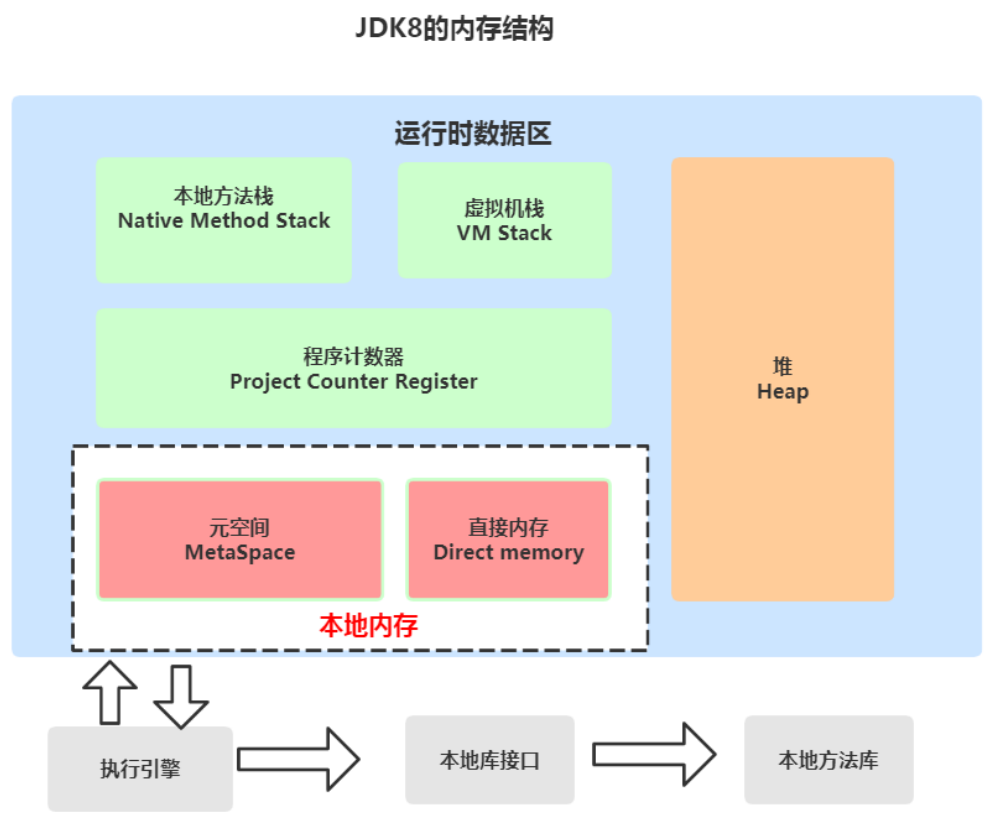 JDK8的内存结构
运行时数据区
本地方法栈
Native Method Stack
虚拟机栈
VM Stack
程序计数器
Project Counter Register
堆
Heap
元空间
MetaSpace
直接内存
Direct memory
本地内存
执行引擎
本地库接口
本地方法库